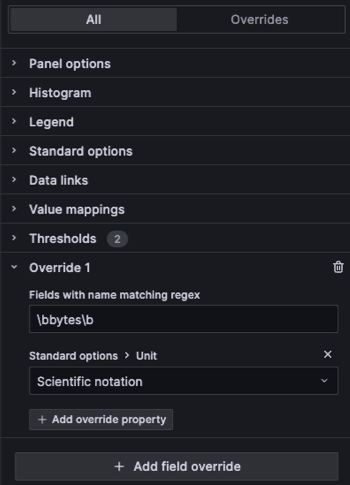 All
Overrides
Panel options
Histogram
Legend
Standard options
Data links
Value mappings
Thresholds 2
Override 1
Fields with name matching regex
\bbytes\b
Standard options > Unit
Scientific notation
+ Add override property
+ Add field override